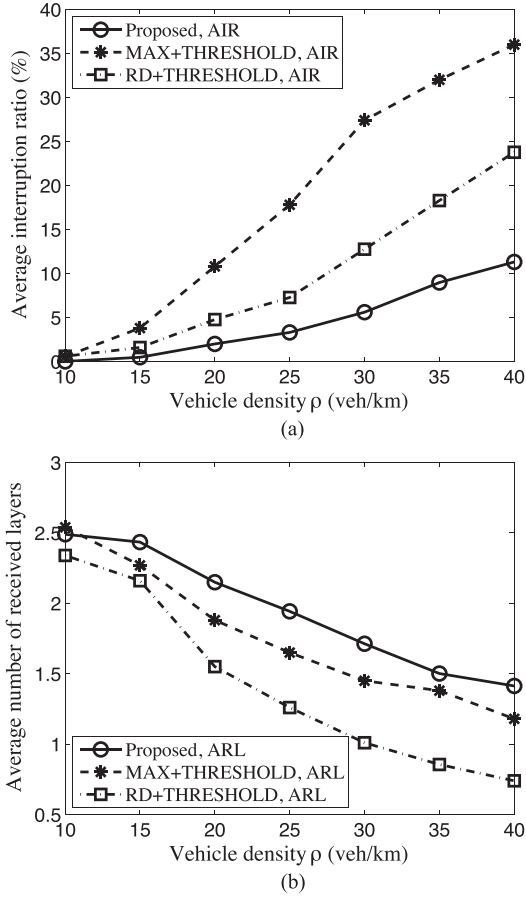 40
35
30
25
20
15
10
5
0
Average interruption ratio (%)
Proposed, AIR
MAX+THRESHOLD, AIR
RD+THRESHOLD, AIR
10 15 20 25 30 35 40
Vehicle density ρ (veh/km)
(a)
3
2.5
2
1.5
1
0.5
Average number of received layers
Proposed, ARL
MAX+THRESHOLD, ARL
RD+THRESHOLD, ARL
10 15 20 25 30 35 40
Vehicle density ρ (veh/km)
(b)